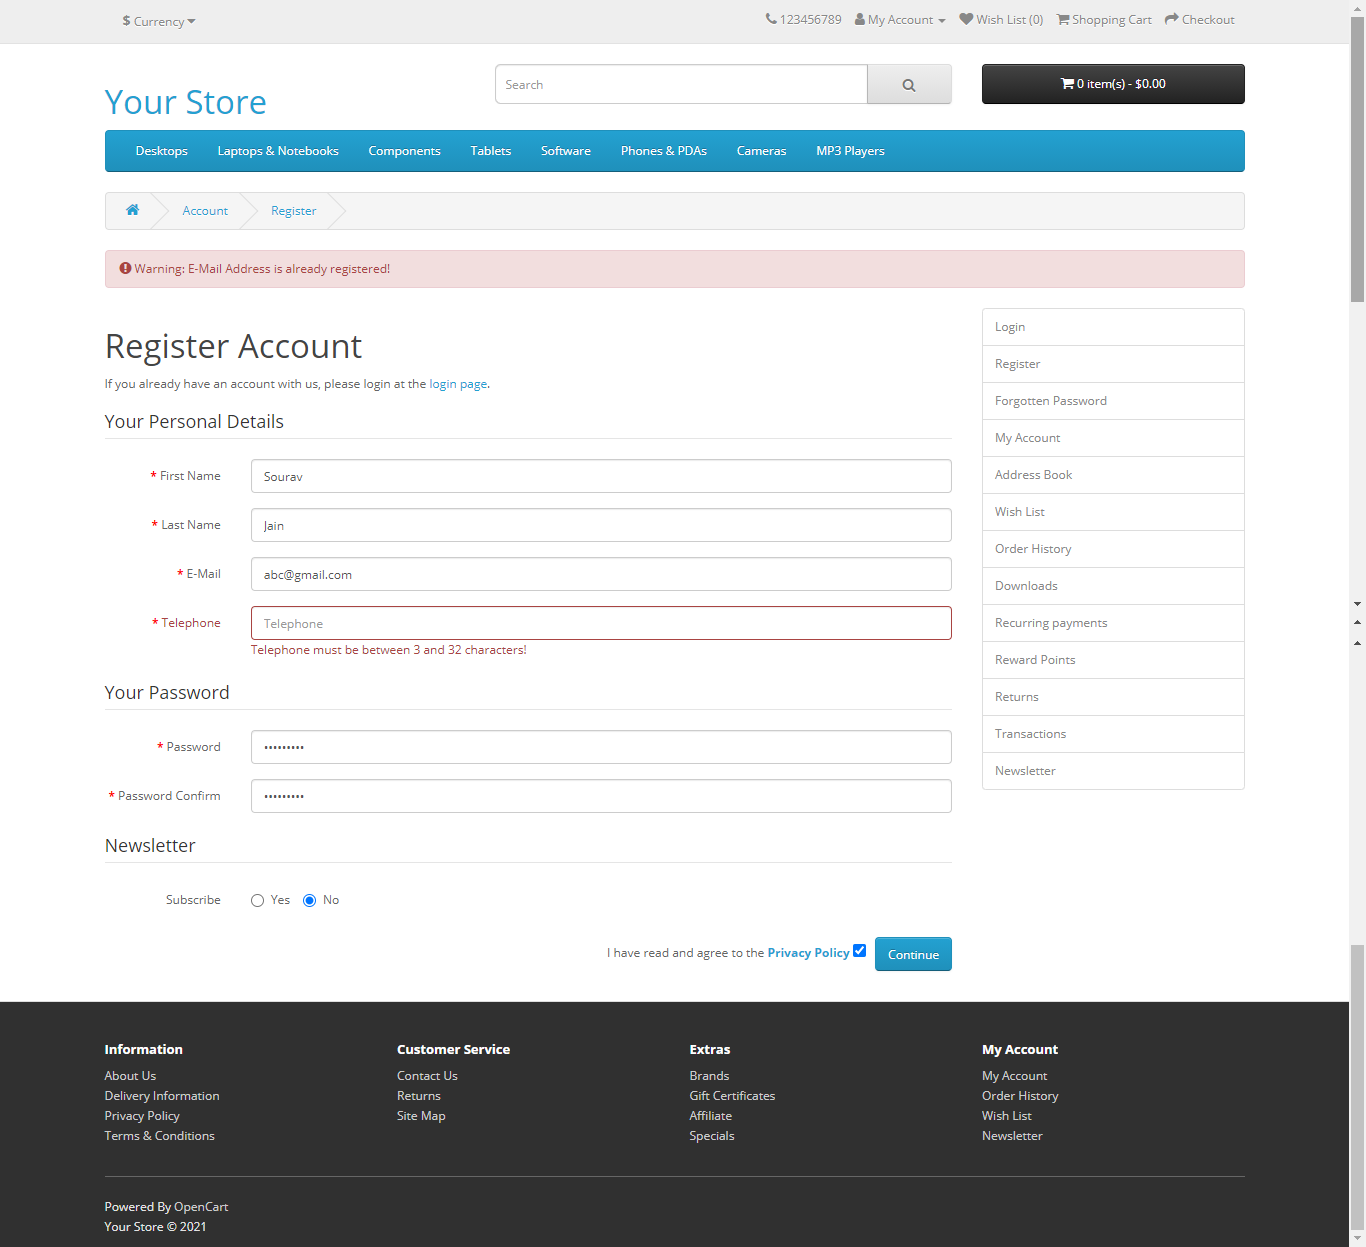 $ Currency
123456789 My Account Wish List (0) Shopping Cart Checkout
Your Store
Search
0 item(s) - $0.00
Desktops Laptops & Notebooks Components Tablets Software Phones & PDAs Cameras MP3 Players
Account Register
Warning: E-Mail Address is already registered!
Register Account
If you already have an account with us, please login at the login page.
Your Personal Details
* First Name Sourav
* Last Name Jain
* E-Mail abc@gmail.com
* Telephone Telephone
Telephone must be between 3 and 32 characters!
Your Password
* Password •••••••••
* Password Confirm •••••••••
Newsletter
Subscribe Yes No
I have read and agree to the Privacy Policy Continue
Login
Register
Forgotten Password
My Account
Address Book
Wish List
Order History
Downloads
Recurring payments
Reward Points
Returns
Transactions
Newsletter
Information
About Us
Delivery Information
Privacy Policy
Terms & Conditions
Customer Service
Contact Us
Returns
Site Map
Extras
Brands
Gift Certificates
Affiliate
Specials
My Account
My Account
Order History
Wish List
Newsletter
Powered By OpenCart
Your Store © 2021